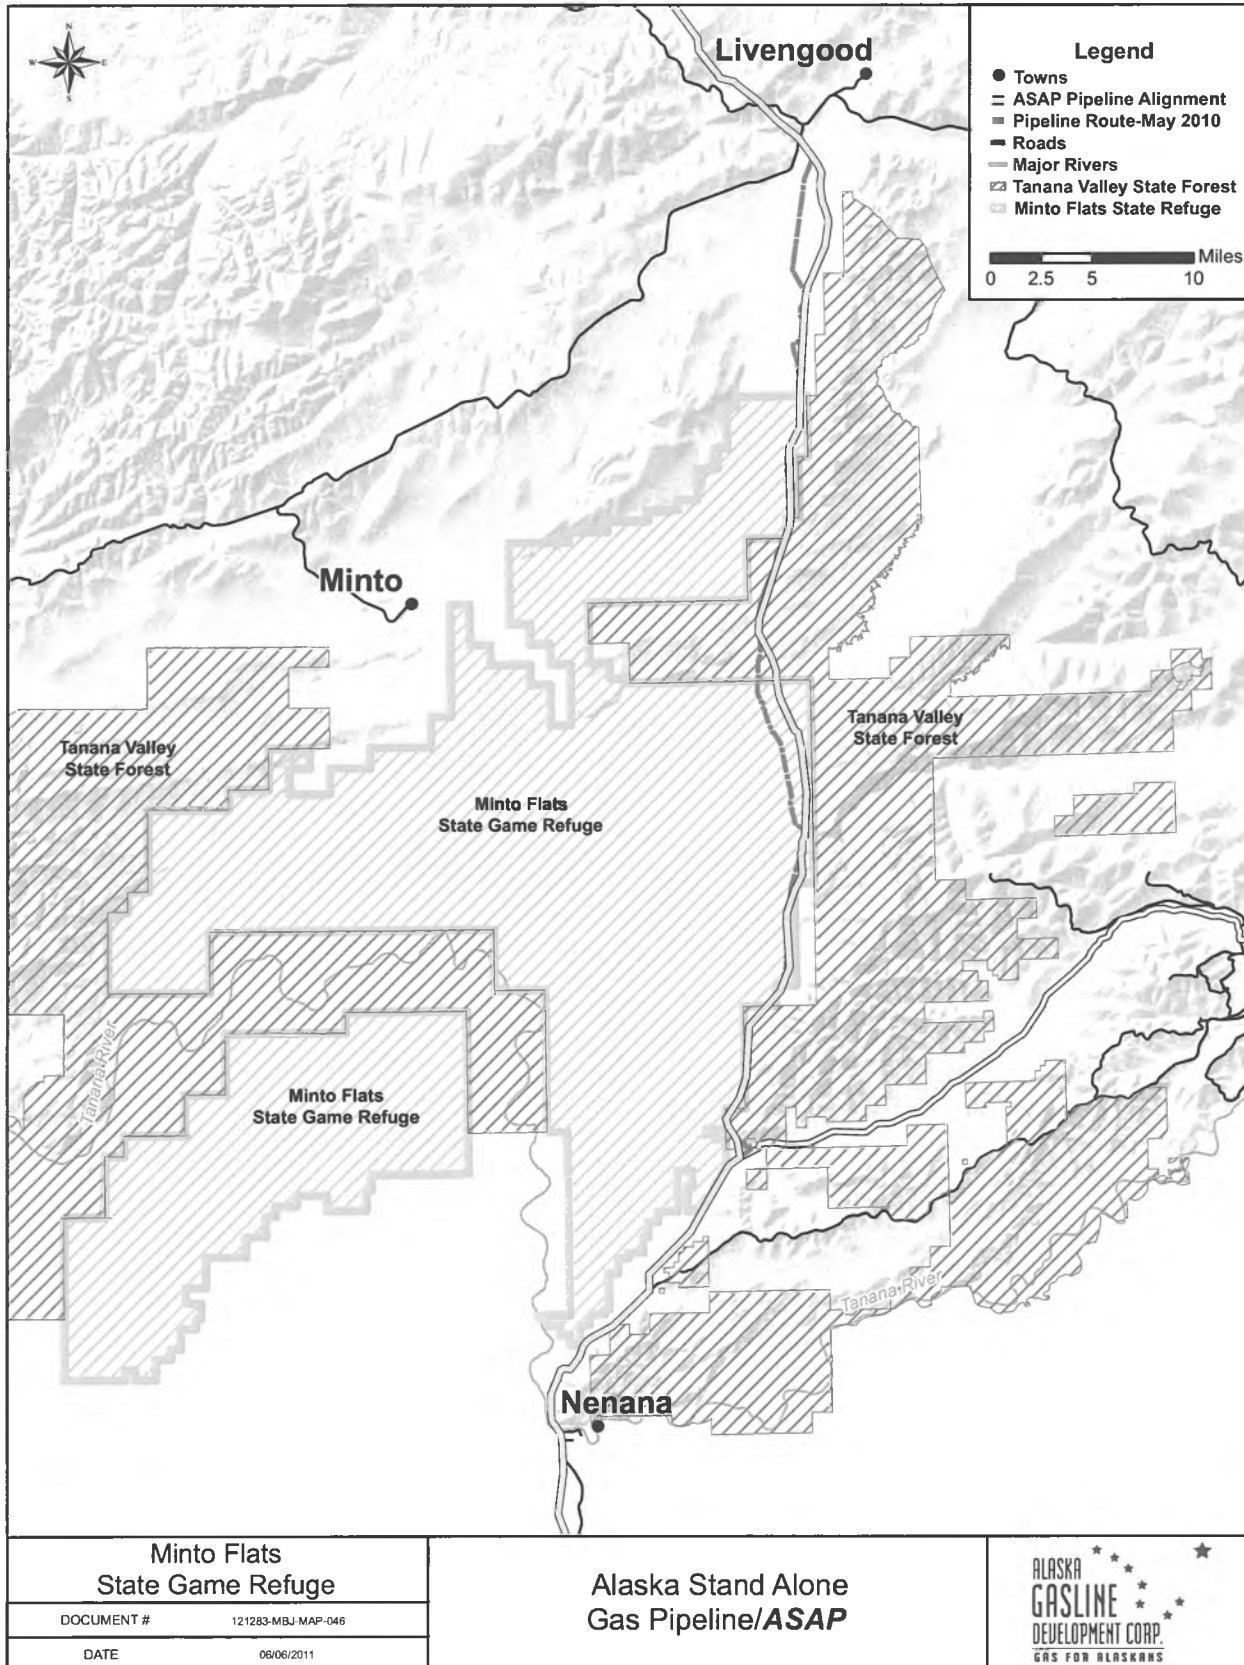 N
W E
S
Livengood
Legend
Towns
ASAP Pipeline Alignment
Pipeline Route-May 2010
Roads
Major Rivers
Tanana Valley State Forest
Minto Flats State Refuge
Miles
0 2.5 5 10
Minto
Tanana Valley
State Forest
Tanana Valley
State Forest
Minto Flats
State Game Refuge
Tanana River
Minto Flats
State Game Refuge
Tanana River
Nenana
Minto Flats
State Game Refuge
DOCUMENT # 121283-MBJ-MAP-046
DATE 06/06/2011
Alaska Stand Alone
Gas Pipeline/ASAP
ALASKA
GASLINE
DEVELOPMENT CORP.
GAS FOR ALASKANS